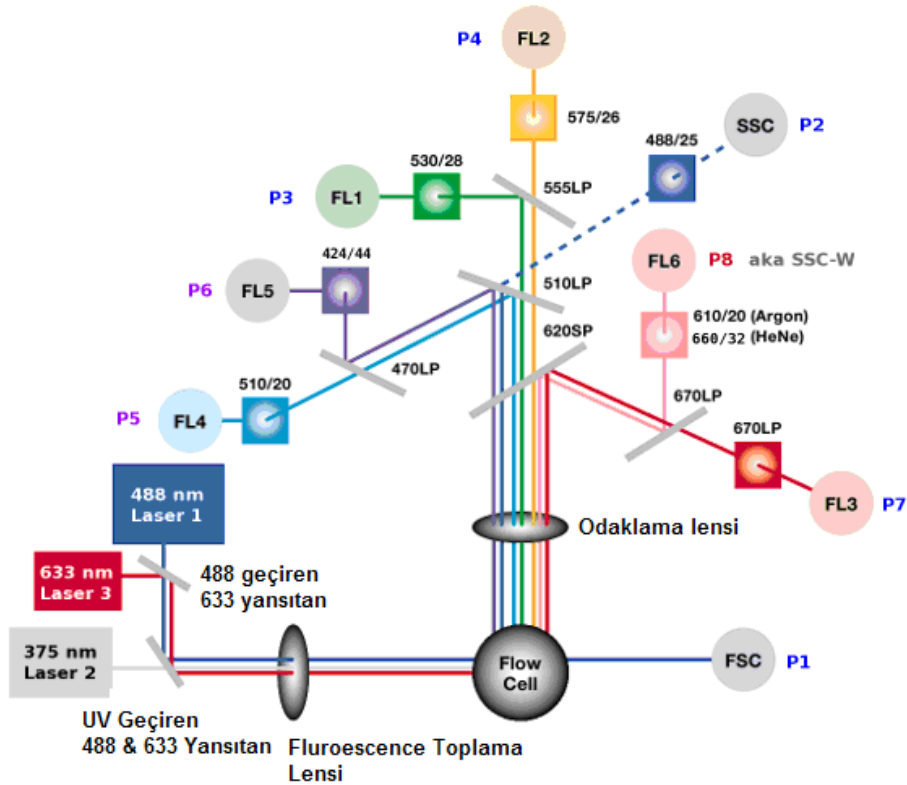 P4
FL2
575/26
SSC
P2
488/25
530/28
P3
FL1
555LP
424/44
P6
FL5
510LP
FL6
P8 aka SSC-W
620SP
610/20 (Argon)
660/32 (HeNe)
470LP
510/20
P5
FL4
670LP
670LP
FL3
P7
488 nm
Laser 1
Odaklama lensi
633 nm
Laser 3
488 geçiren
633 yansıtan
375 nm
Laser 2
Flow
Cell
FSC
P1
UV Geçiren
488 & 633 Yansıtan
Fluroescence Toplama
Lensi